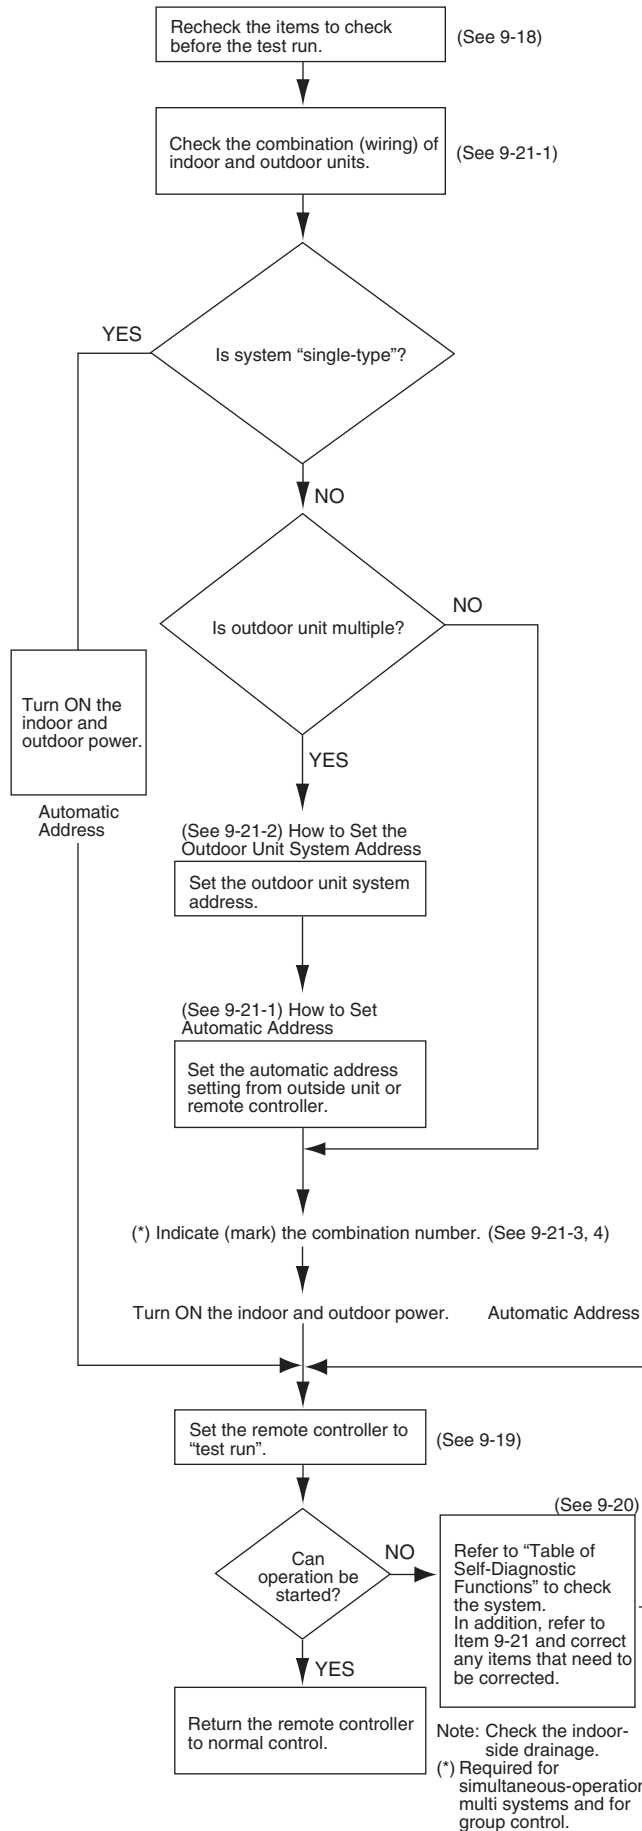 Recheck the items to check
before the test run.
(See 9-18)
Check the combination (wiring) of
indoor and outdoor units.
(See 9-21-1)
YES
Is system “single-type”?
NO
Is outdoor unit multiple?
NO
Turn ON the
indoor and
outdoor power.
YES
Automatic
Address
(See 9-21-2) How to Set the
Outdoor Unit System Address
Set the outdoor unit system
address.
(See 9-21-1) How to Set
Automatic Address
Set the automatic address
setting from outside unit or
remote controller.
(*) Indicate (mark) the combination number. (See 9-21-3, 4)
Turn ON the indoor and outdoor power. Automatic Address
Set the remote controller to
“test run”.
(See 9-19)
(See 9-20)
Can
operation be
started?
NO
Refer to “Table of
Self-Diagnostic
Functions” to check
the system.
In addition, refer to
Item 9-21 and correct
any items that need to
be corrected.
YES
Return the remote controller
to normal control.
Note: Check the indoor-
side drainage.
(*) Required for
simultaneous-operation
multi systems and for
group control.